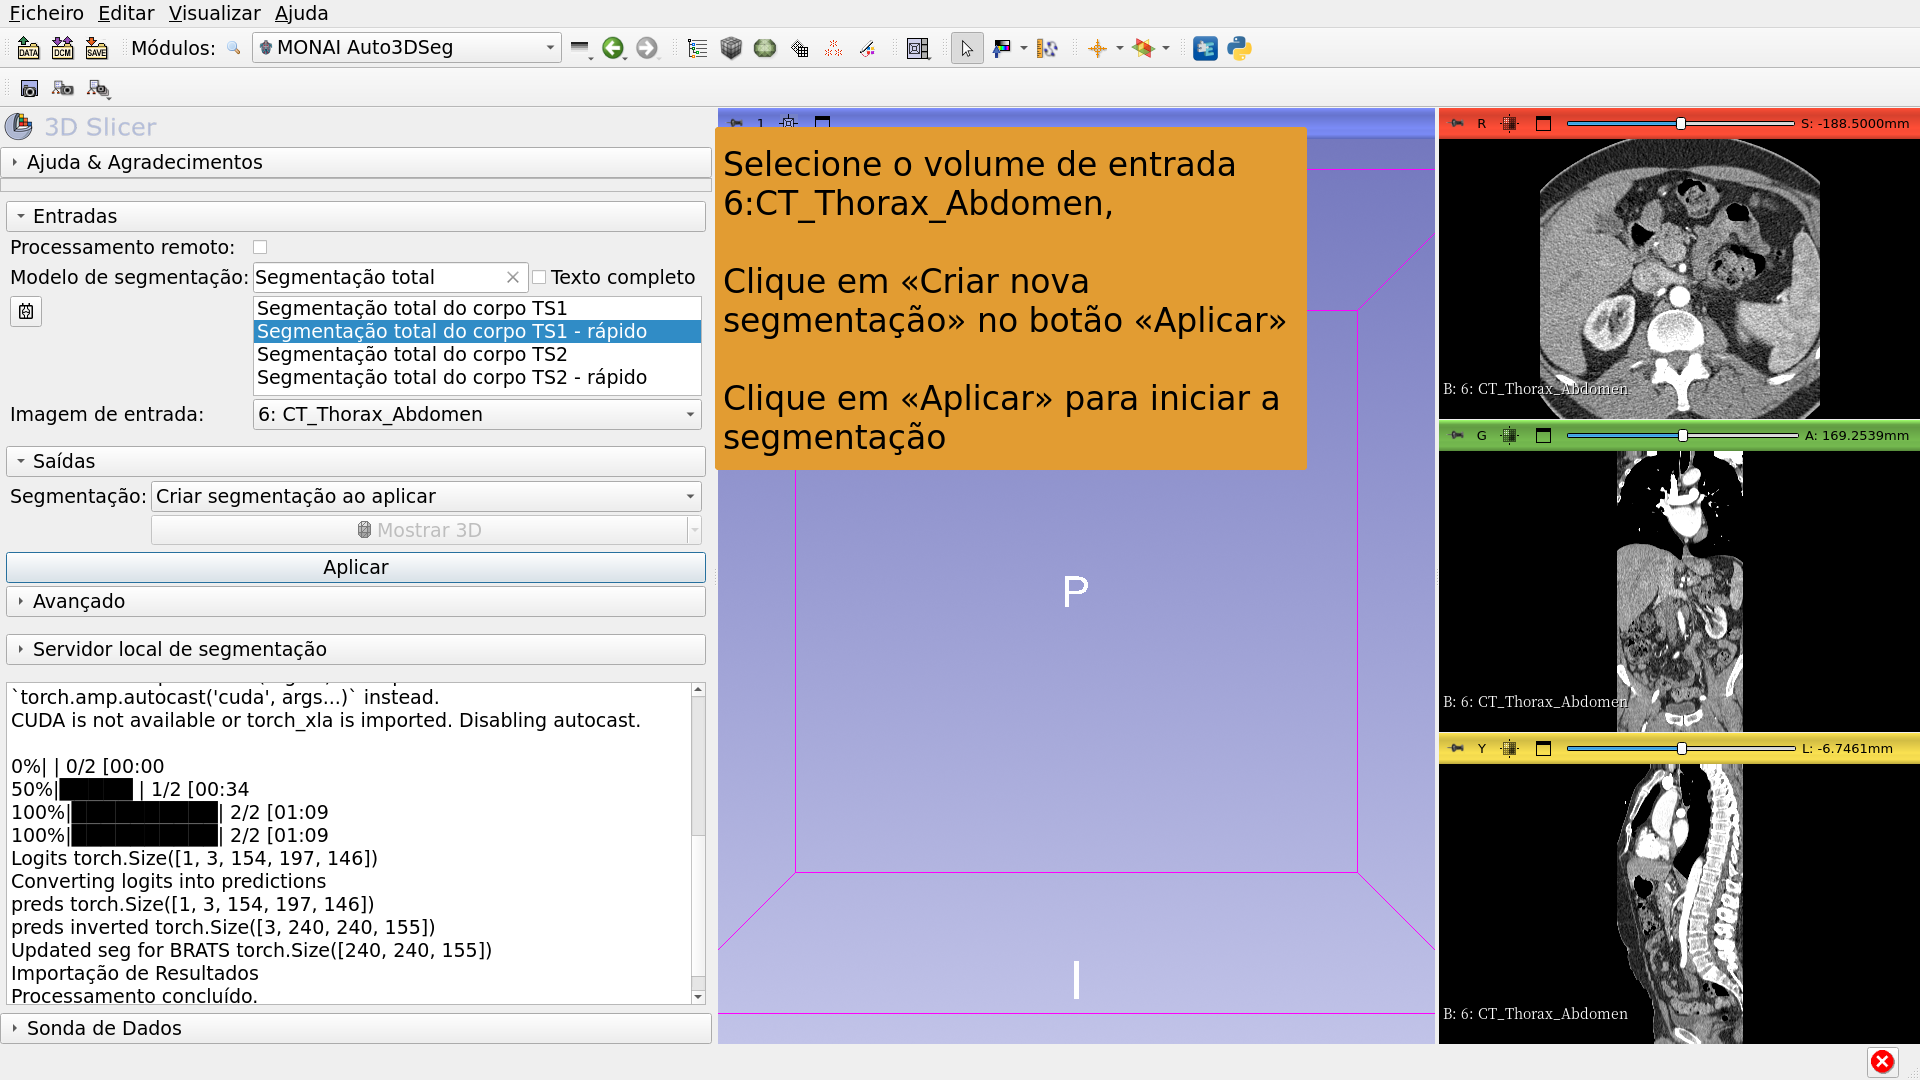 Ficheiro Editar Visualizar Ajuda
DATA DCM SAVE Módulos: MONAI Auto3DSeg
3D Slicer
Ajuda & Agradecimentos
Entradas
Processamento remoto:
Modelo de segmentação: Segmentação total Texto completo
Segmentação total do corpo TS1
Segmentação total do corpo TS1 - rápido
Segmentação total do corpo TS2
Segmentação total do corpo TS2 - rápido
Imagem de entrada: 6: CT_Thorax_Abdomen
Saídas
Segmentação: Criar segmentação ao aplicar
Mostrar 3D
Aplicar
Avançado
Servidor local de segmentação
`torch.amp.autocast('cuda', args...)` instead.
CUDA is not available or torch_xla is imported. Disabling autocast.
0%| | 0/2 [00:00
50%|█████ | 1/2 [00:34
100%|██████████| 2/2 [01:09
100%|██████████| 2/2 [01:09
Logits torch.Size([1, 3, 154, 197, 146])
Converting logits into predictions
preds torch.Size([1, 3, 154, 197, 146])
preds inverted torch.Size([3, 240, 240, 155])
Updated seg for BRATS torch.Size([240, 240, 155])
Importação de Resultados
Processamento concluído.
Sonda de Dados
1
Selecione o volume de entrada
6:CT_Thorax_Abdomen,
Clique em «Criar nova
segmentação» no botão «Aplicar»
Clique em «Aplicar» para iniciar a
segmentação
P
I
R S: -188.5000mm
B: 6: CT_Thorax_Abdomen
G A: 169.2539mm
B: 6: CT_Thorax_Abdomen
Y L: -6.7461mm
B: 6: CT_Thorax_Abdomen